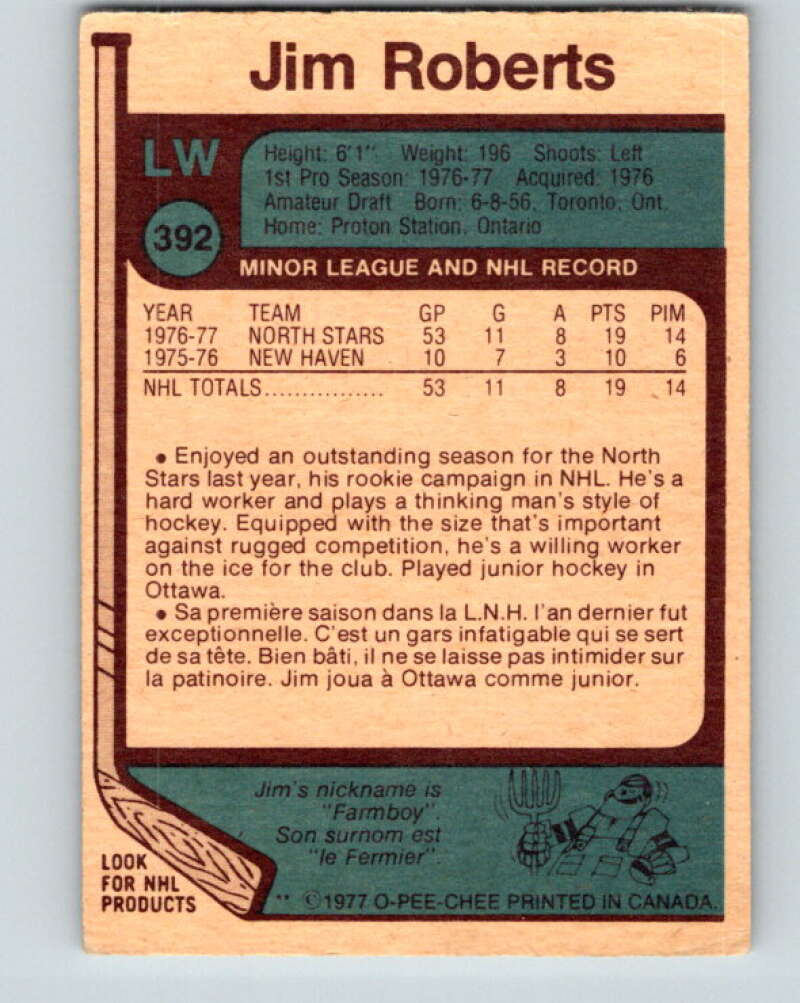 Jim Roberts
LW
Height: 6'1" Weight: 196 Shoots: Left
1st Pro Season: 1976-77 Acquired: 1976
Amateur Draft Born: 6-8-56, Toronto, Ont.
Home: Proton Station, Ontario
392
MINOR LEAGUE AND NHL RECORD
YEAR TEAM GP G A PTS PIM
1976-77 NORTH STARS 53 11 8 19 14
1975-76 NEW HAVEN 10 7 3 10 6
NHL TOTALS................ 53 11 8 19 14
• Enjoyed an outstanding season for the North
Stars last year, his rookie campaign in NHL. He's a
hard worker and plays a thinking man's style of
hockey. Equipped with the size that's important
against rugged competition, he's a willing worker
on the ice for the club. Played junior hockey in
Ottawa.
• Sa première saison dans la L.N.H. l'an dernier fut
exceptionnelle. C'est un gars infatigable qui se sert
de sa tête. Bien bâti, il ne se laisse pas intimider sur
la patinoire. Jim joua à Ottawa comme junior.
Jim's nickname is
"Farmboy".
Son surnom est
"le Fermier".
LOOK
FOR NHL
PRODUCTS
** ©1977 O-PEE-CHEE PRINTED IN CANADA.